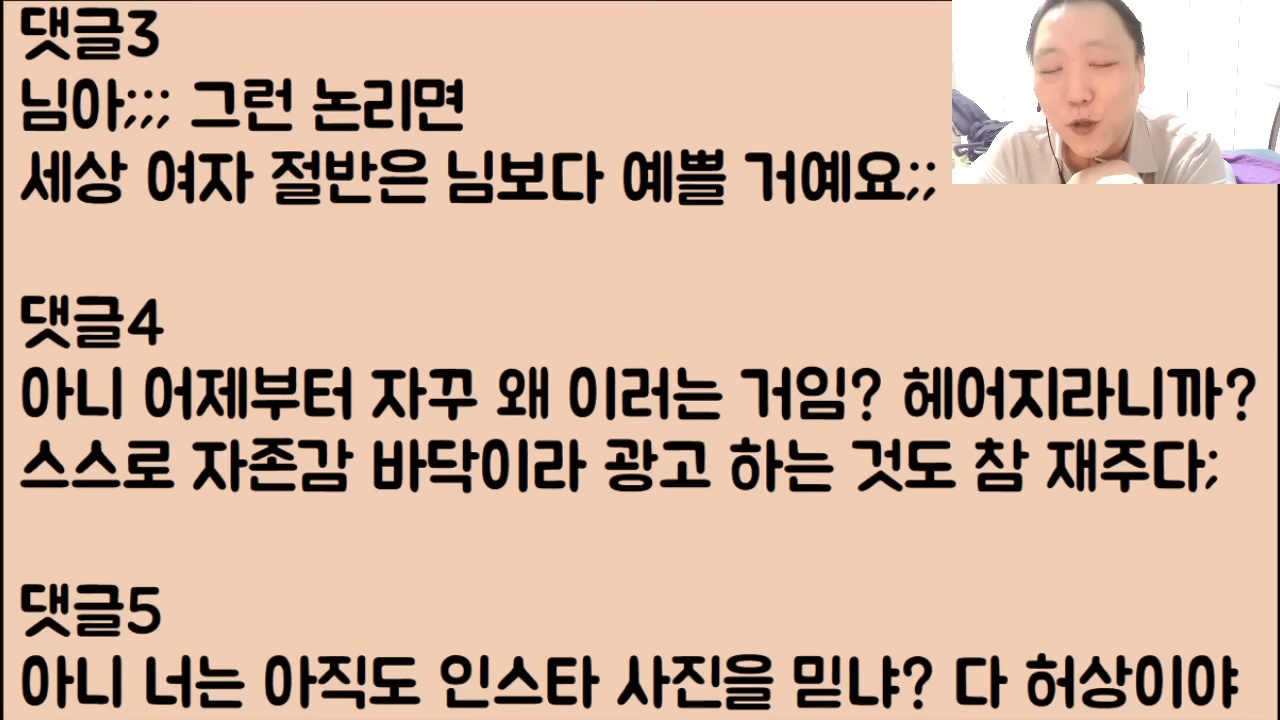 댓글3
님아;;; 그런 논리면
세상 여자 절반은 님보다 예쁠 거예요;;
댓글4
아니 어제부터 자꾸 왜 이러는 거임? 헤어지라니까?
스스로 자존감 바닥이라 광고 하는 것도 참 재주다;
댓글5
아니 너는 아직도 인스타 사진을 믿냐? 다 허상이야